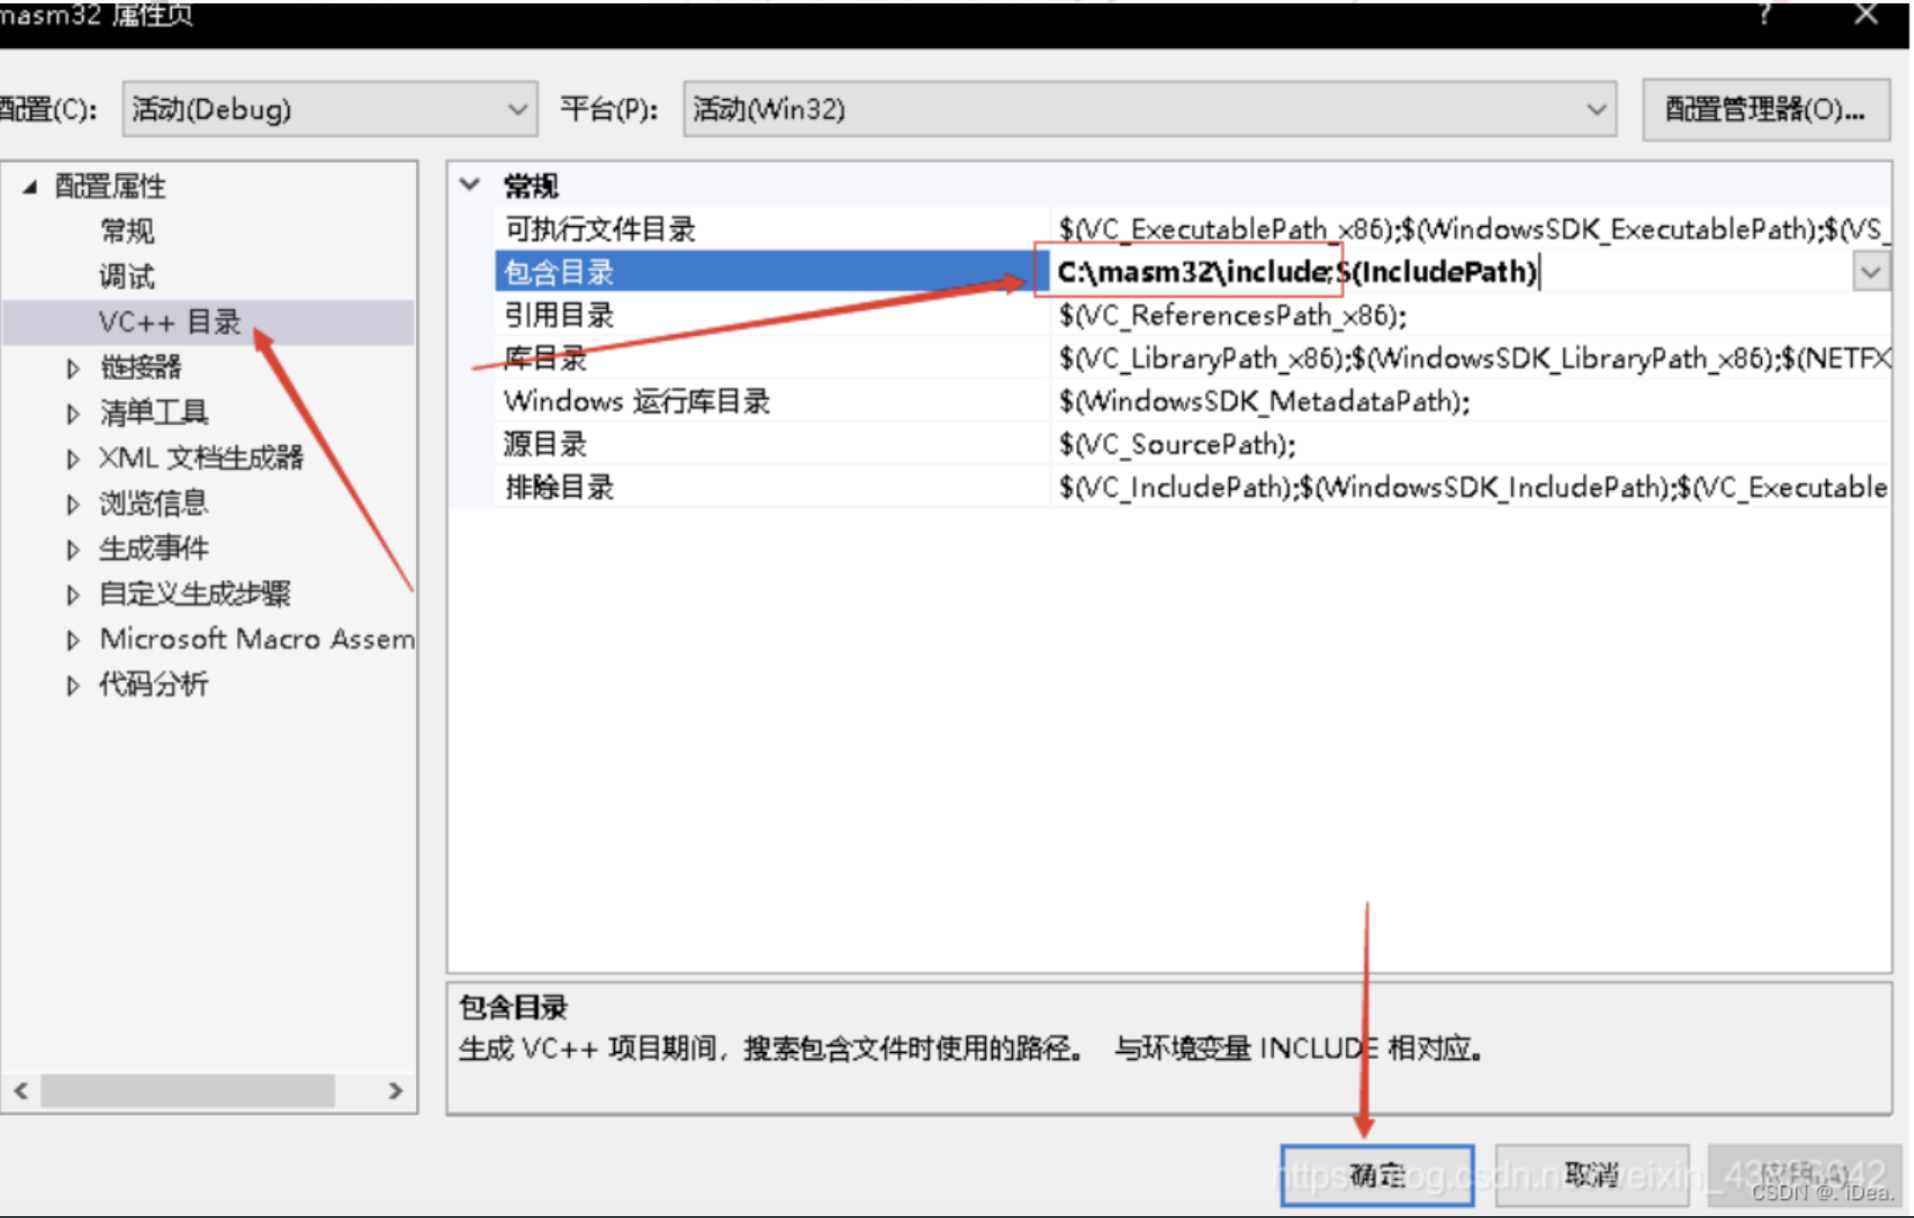 masm32 属性页
配置(C):
活动(Debug)
平台(P):
活动(Win32)
配置管理器(O)...
配置属性
常规
调试
VC++ 目录
链接器
清单工具
XML 文档生成器
浏览信息
生成事件
自定义生成步骤
Microsoft Macro Assem
代码分析
常规
可执行文件目录 $(VC_ExecutablePath_x86);$(WindowsSDK_ExecutablePath);$(VS_
包含目录 C:\masm32\include;$(IncludePath)
引用目录 $(VC_ReferencesPath_x86);
库目录 $(VC_LibraryPath_x86);$(WindowsSDK_LibraryPath_x86);$(NETFX
Windows 运行库目录 $(WindowsSDK_MetadataPath);
源目录 $(VC_SourcePath);
排除目录 $(VC_IncludePath);$(WindowsSDK_IncludePath);$(VC_Executable
包含目录
生成 VC++ 项目期间，搜索包含文件时使用的路径。 与环境变量 INCLUDE 相对应。
确定
取消
应用(A)
CSDN @. iDea.